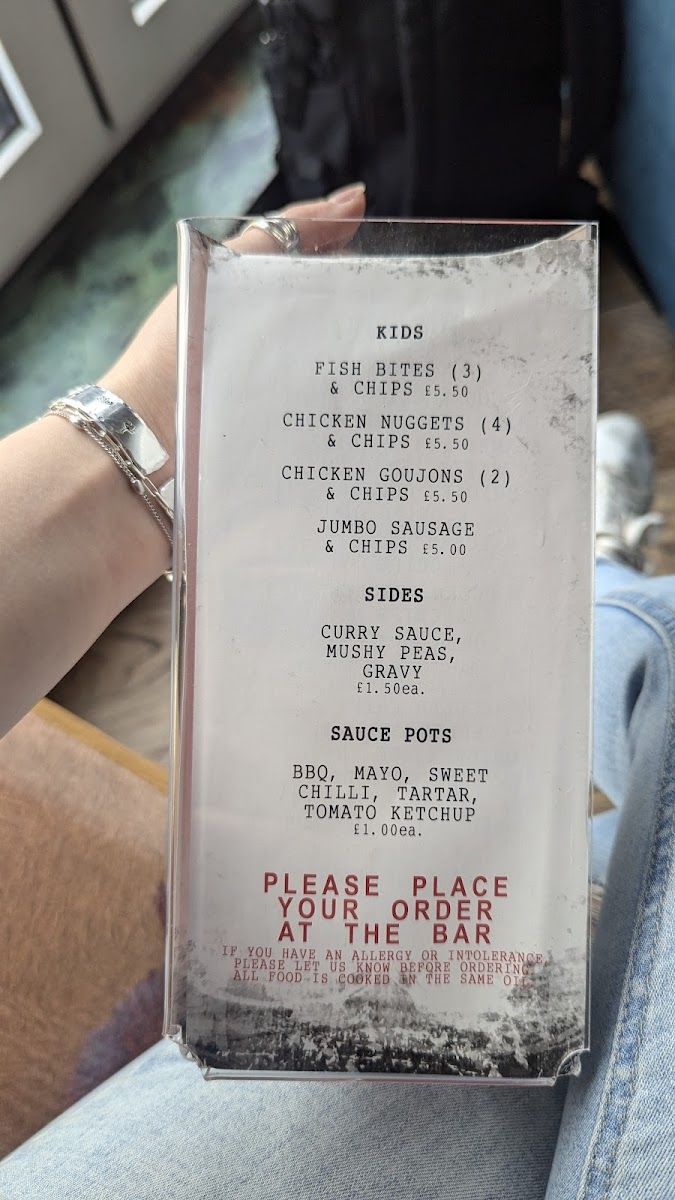 KIDS
FISH BITES (3)
& CHIPS £5.50
CHICKEN NUGGETS (4)
& CHIPS £5.50
CHICKEN GOUJONS (2)
& CHIPS £5.50
JUMBO SAUSAGE
& CHIPS £5.00
SIDES
CURRY SAUCE,
MUSHY PEAS,
GRAVY
£1.50ea.
SAUCE POTS
BBQ, MAYO, SWEET
CHILLI, TARTAR,
TOMATO KETCHUP
£1.00ea.
PLEASE PLACE
YOUR ORDER
AT THE BAR
IF YOU HAVE AN ALLERGY OR INTOLERANCE,
PLEASE LET US KNOW BEFORE ORDERING
ALL FOOD IS COOKED IN THE SAME OIL